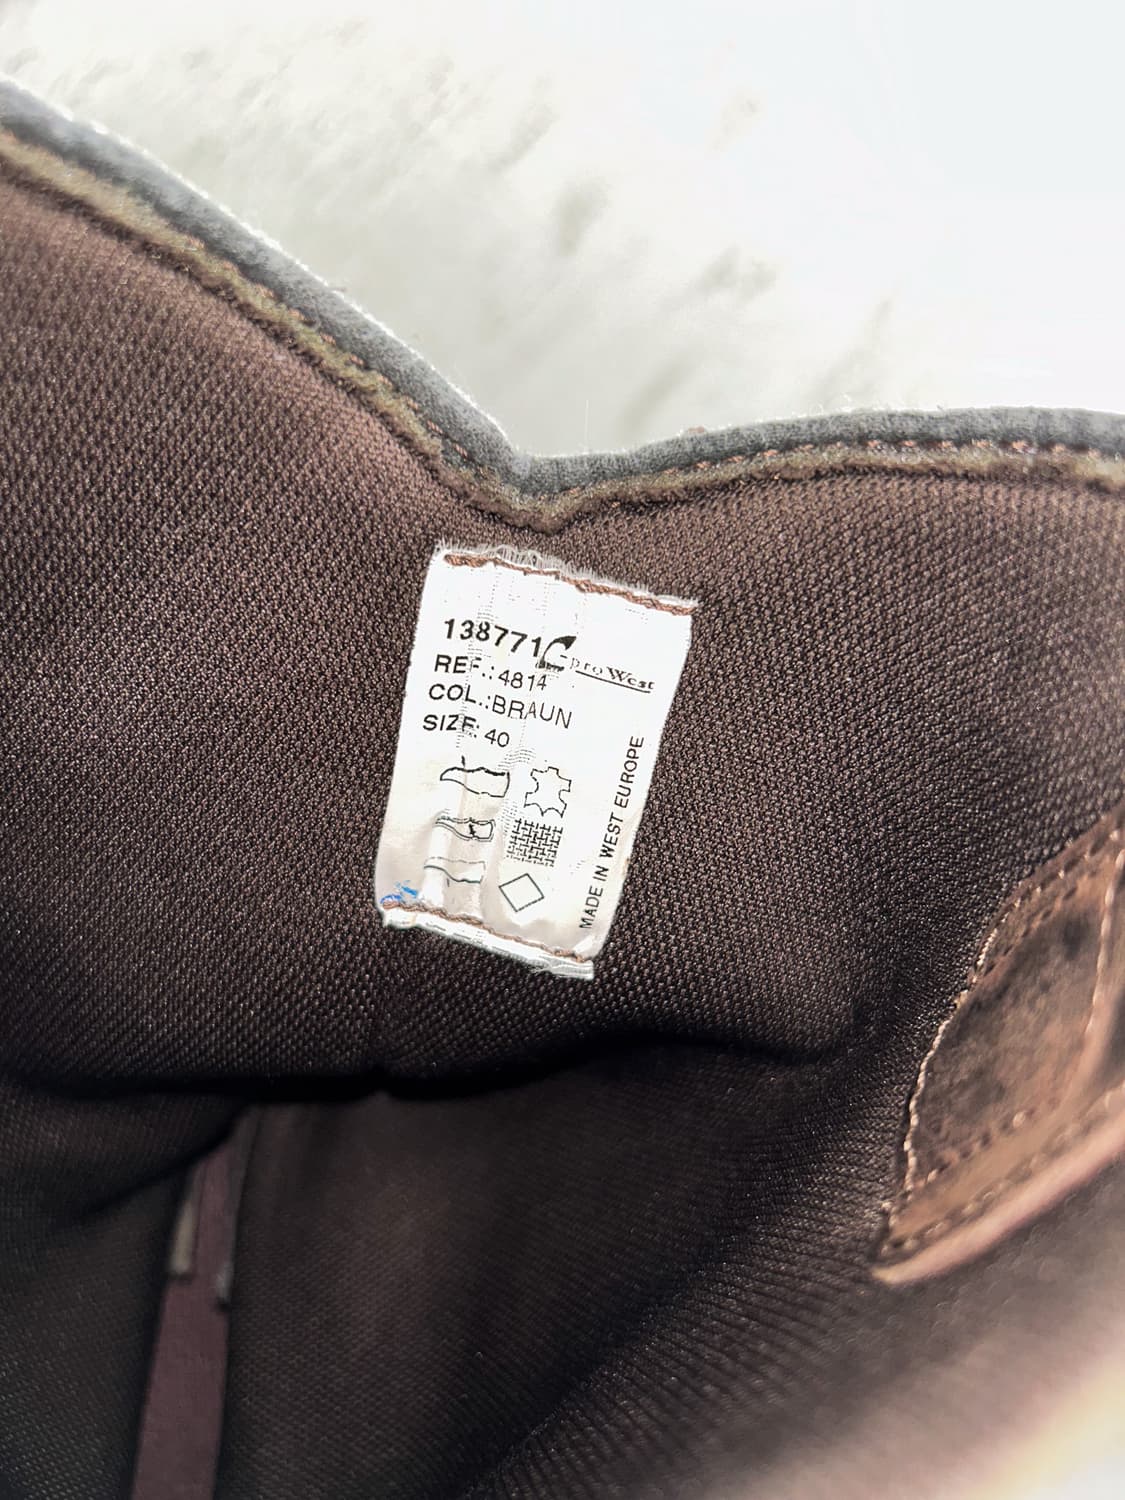 138771
proWest
REF.:4814
COL.:BRAUN
SIZE: 40
MADE IN WEST EUROPE